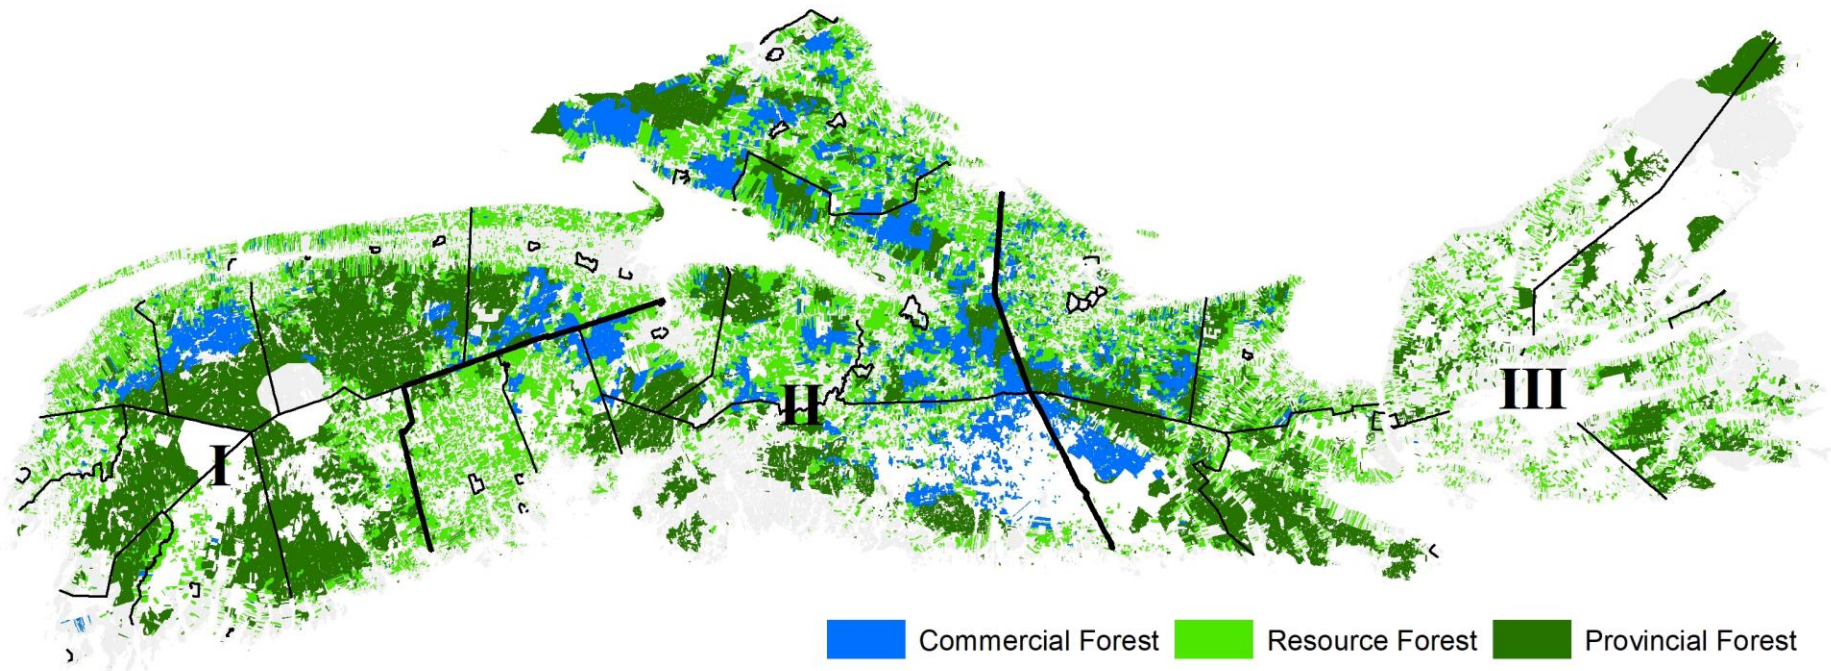 I
II
III
Commercial Forest
Resource Forest
Provincial Forest